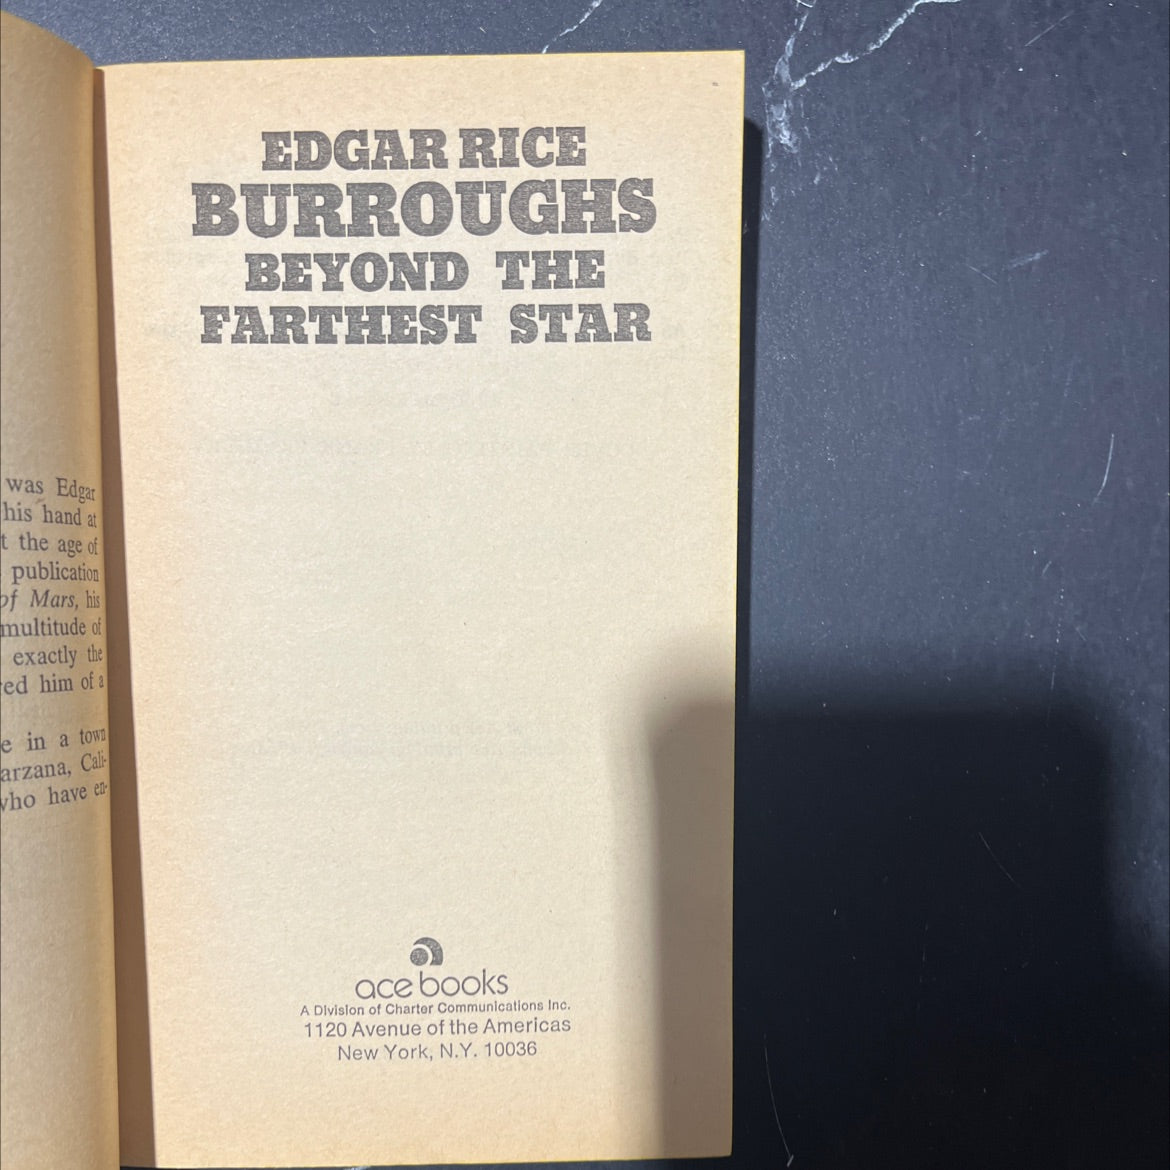 was Edgar
his hand at
t the age of
publication
of Mars, his
multitude of
exactly the
red him of a
e in a town
arzana, Cali-
who have en-
EDGAR RICE
BURROUGHS
BEYOND THE
FARTHEST STAR
ace books
A Division of Charter Communications Inc.
1120 Avenue of the Americas
New York, N.Y. 10036